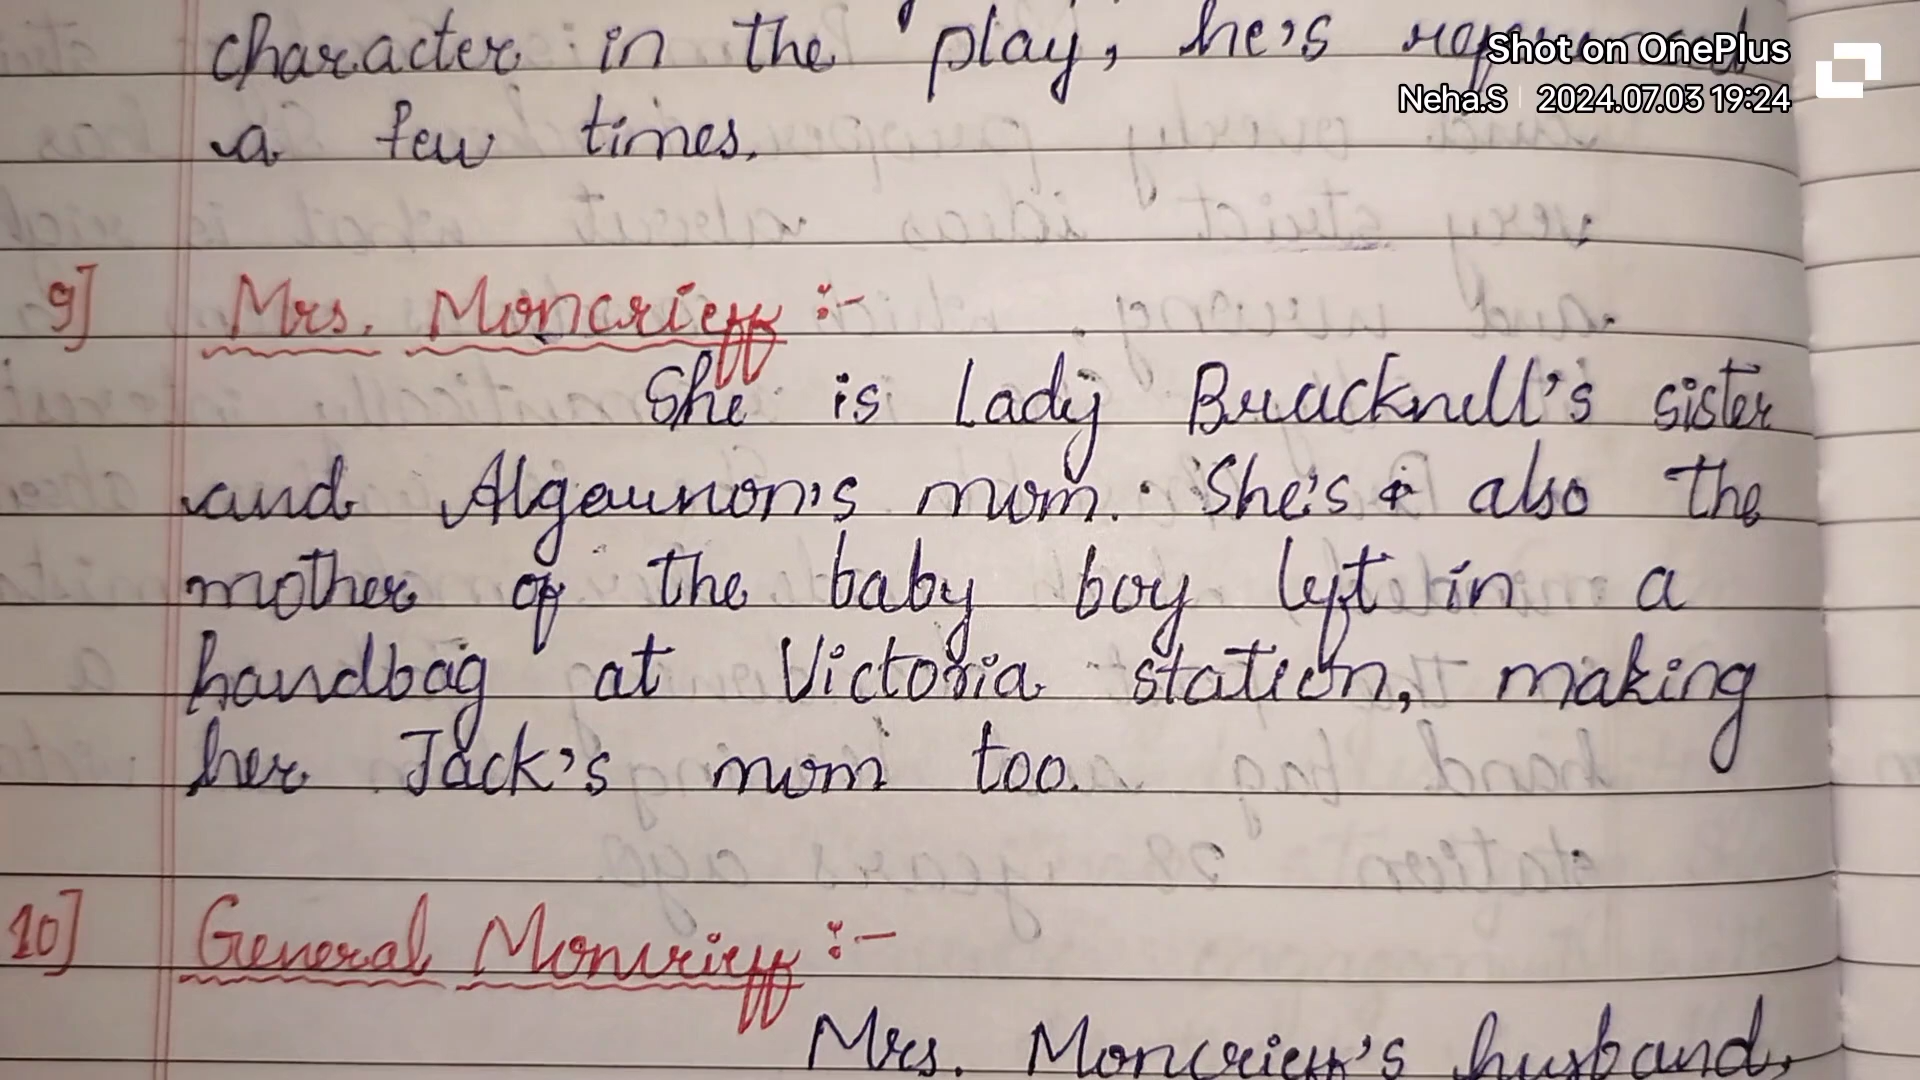 character in the play, he's
Shot on OnePlus
Neha.S | 2024.07.03 19:24
a few times.
9] Mrs. Moncrieff :-
She is Lady Bracknell's sister
and Algernon's mom. She's also the
mother of the baby boy left in a
handbag at Victoria station, making
her Jack's mom too.
10] General Moncrieff :-
Mrs. Moncrieff's husband,